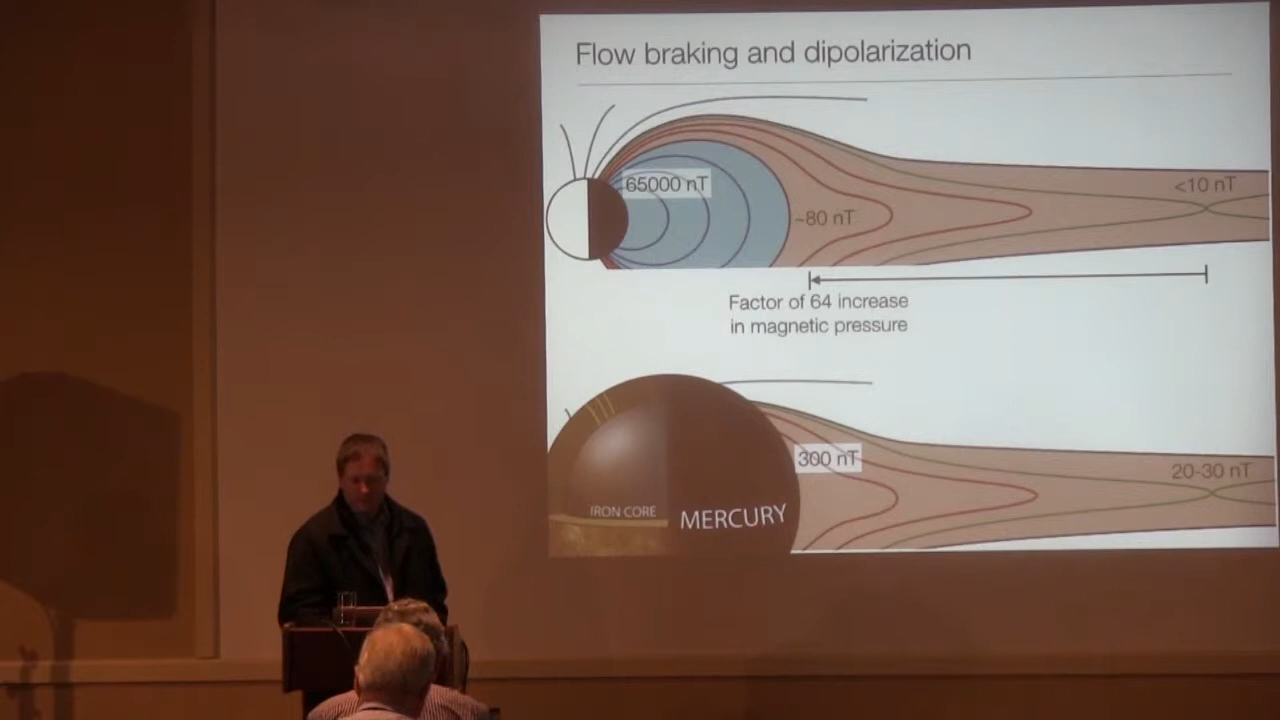 Flow braking and dipolarization
65000 nT
~80 nT
<10 nT
Factor of 64 increase
in magnetic pressure
300 nT
20-30 nT
IRON CORE
MERCURY